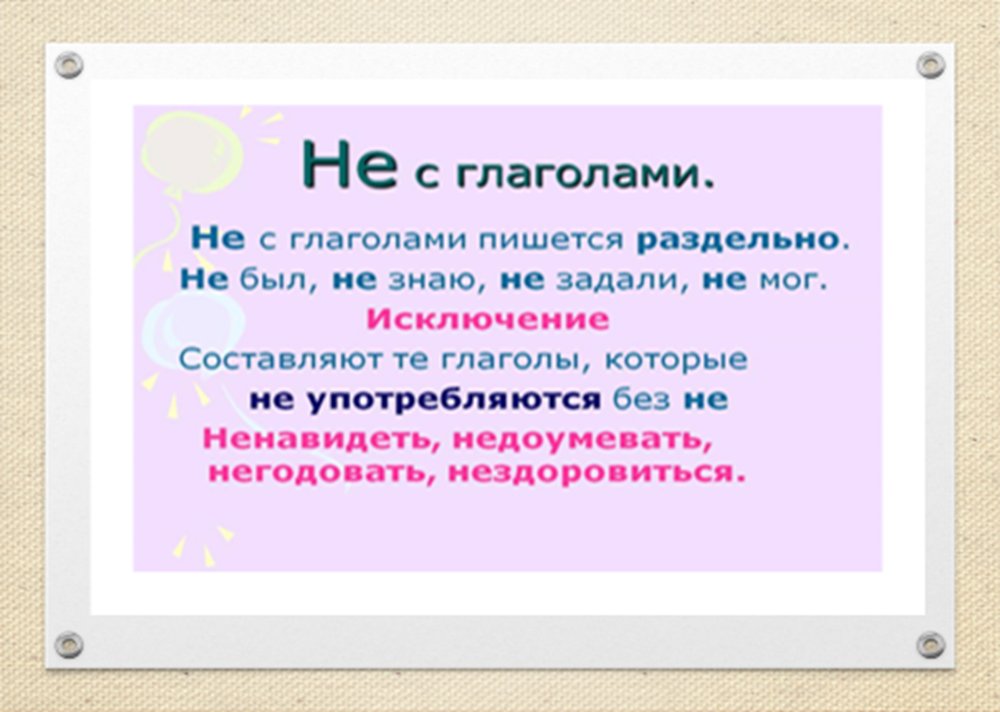 Не с глаголами.
Не с глаголами пишется раздельно.
Не был, не знаю, не задали, не мог.
Исключение
Составляют те глаголы, которые
не употребляются без не
Ненавидеть, недоумевать,
негодовать, нездоровиться.